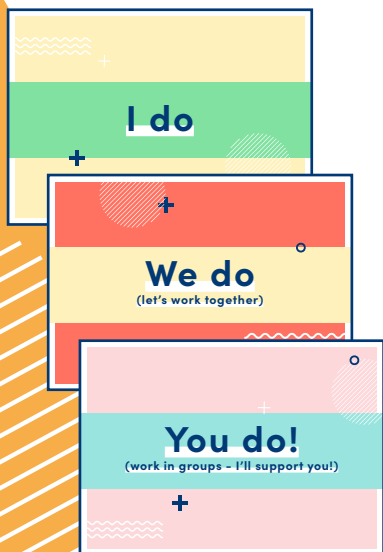 I do
We do
(let's work together)
You do!
(work in groups - I'll support you!)